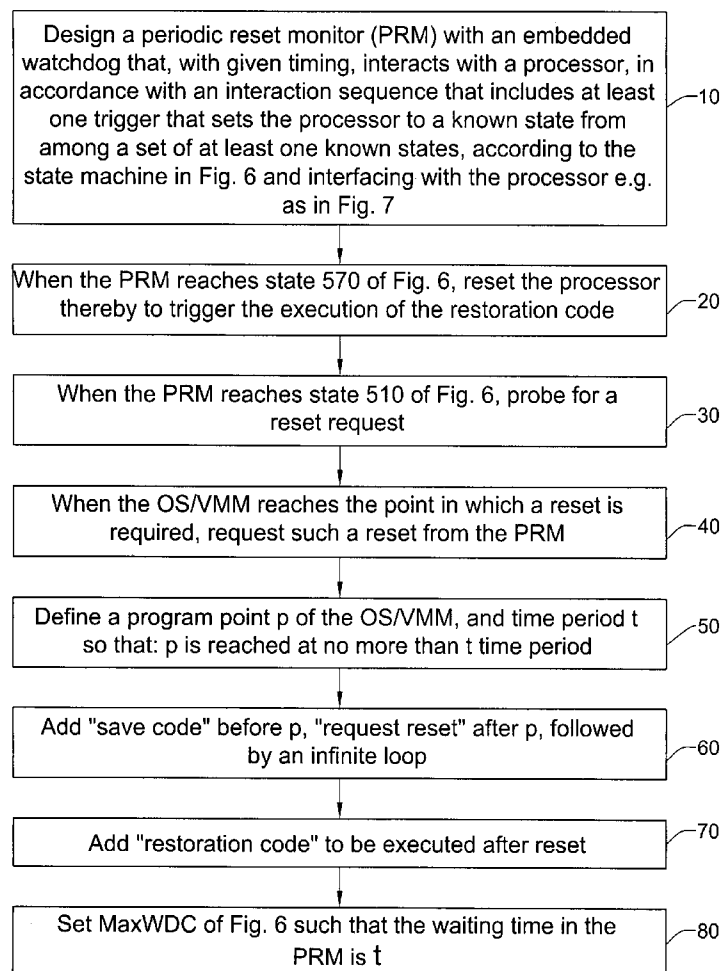 Design a periodic reset monitor (PRM) with an embedded
watchdog that, with given timing, interacts with a processor, in
accordance with an interaction sequence that includes at least
one trigger that sets the processor to a known state from
among a set of at least one known states, according to the
state machine in Fig. 6 and interfacing with the processor e.g.
as in Fig. 7
10
When the PRM reaches state 570 of Fig. 6, reset the processor
thereby to trigger the execution of the restoration code
20
When the PRM reaches state 510 of Fig. 6, probe for a
reset request
30
When the OS/VMM reaches the point in which a reset is
required, request such a reset from the PRM
40
Define a program point p of the OS/VMM, and time period t
so that: p is reached at no more than t time period
50
Add "save code" before p, "request reset" after p, followed
by an infinite loop
60
Add "restoration code" to be executed after reset
70
Set MaxWDC of Fig. 6 such that the waiting time in the
PRM is t
80